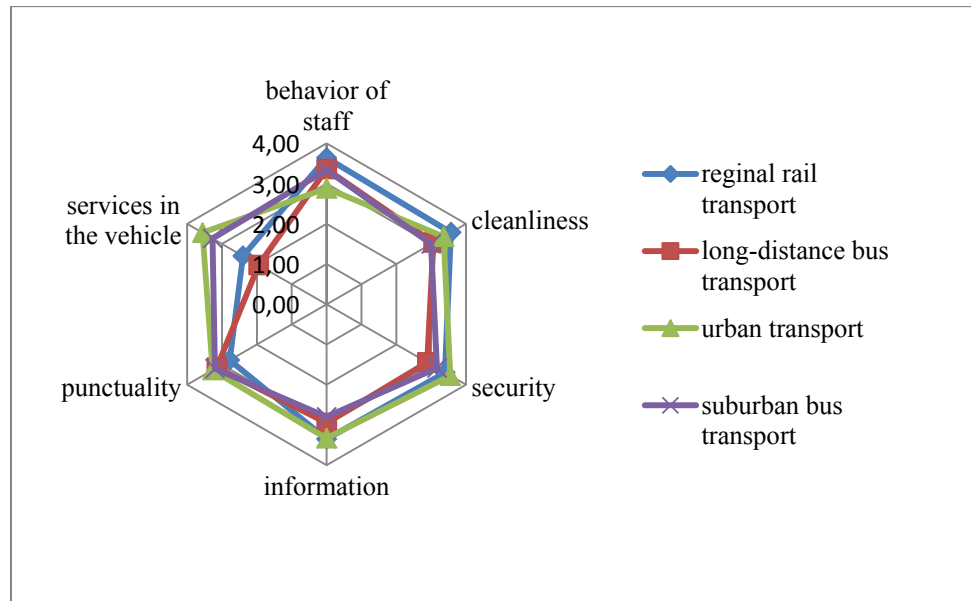 behavior of
staff
4,00
3,00
2,00
1,00
0,00
cleanliness
security
information
punctuality
services in
the vehicle
reginal rail
transport
long-distance bus
transport
urban transport
suburban bus
transport